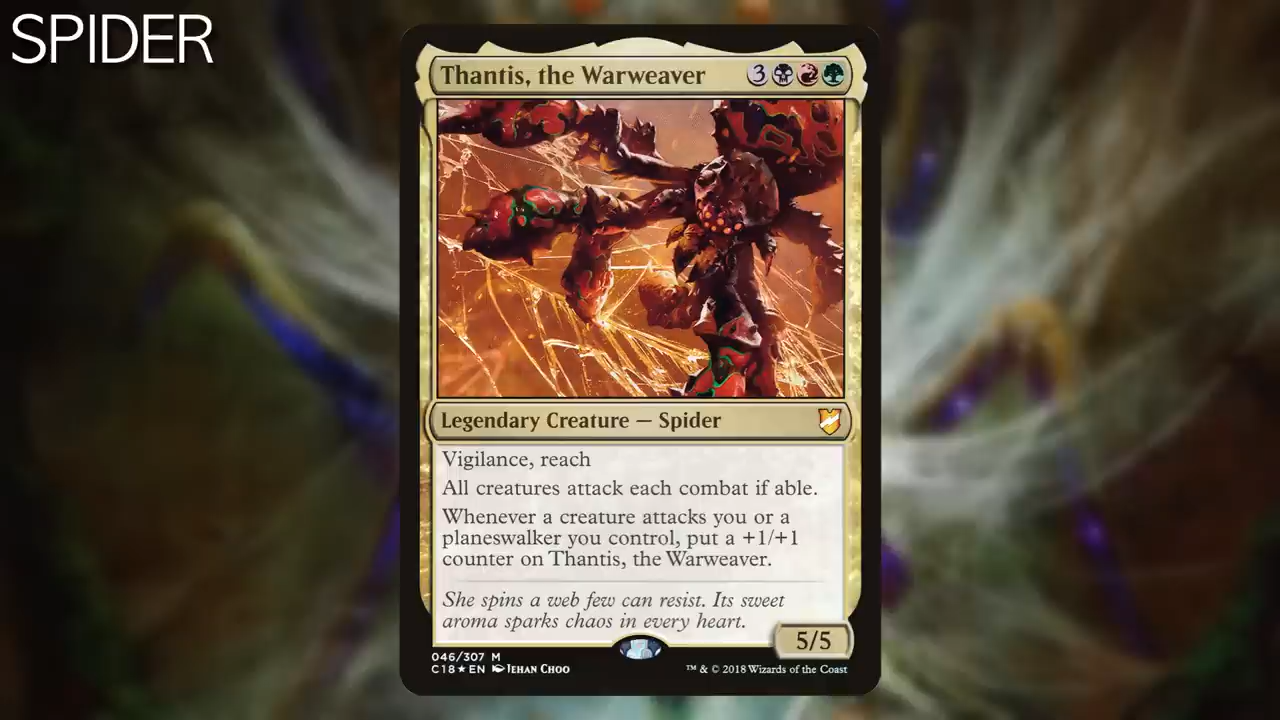 SPIDER
Thantis, the Warweaver 3
Legendary Creature — Spider
Vigilance, reach
All creatures attack each combat if able.
Whenever a creature attacks you or a
planeswalker you control, put a +1/+1
counter on Thantis, the Warweaver.
She spins a web few can resist. Its sweet
aroma sparks chaos in every heart.
5/5
046/307 M
C18 ★ EN JEHAN CHOO
™ & © 2018 Wizards of the Coast